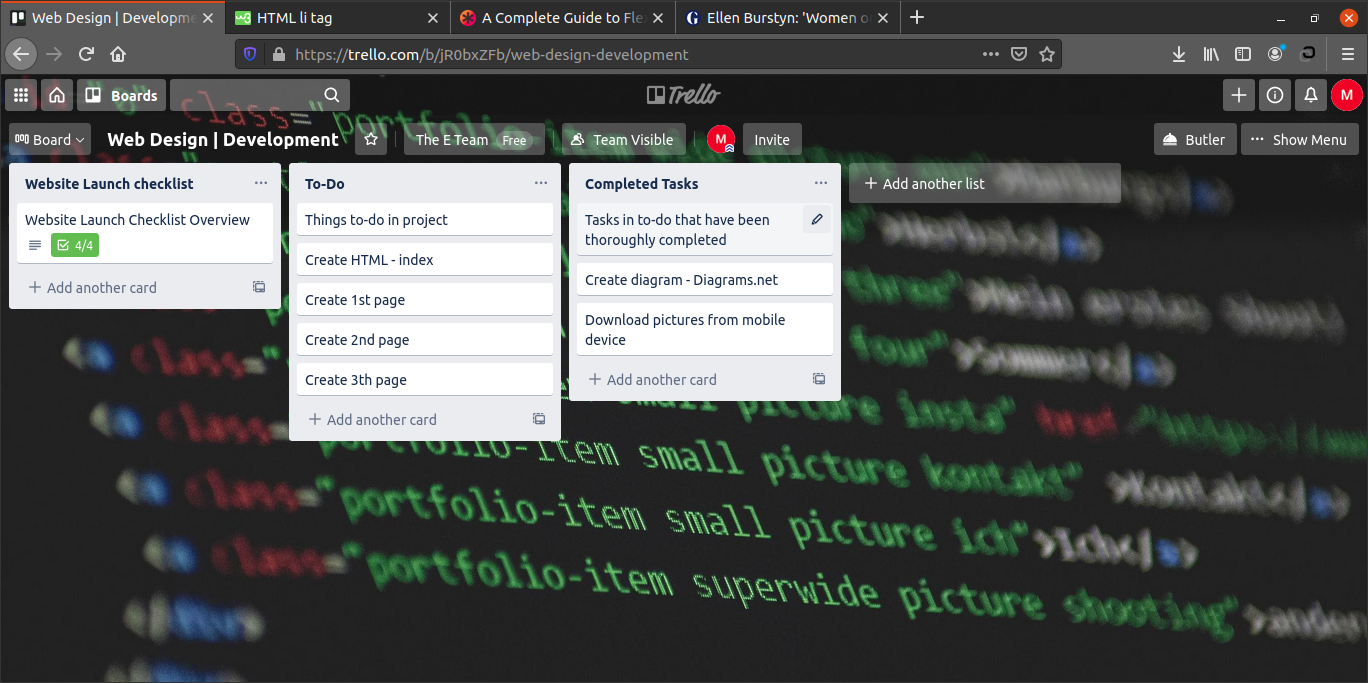 Web Design | Developme
HTML li tag
A Complete Guide to Fle
Ellen Burstyn: 'Women o
https://trello.com/b/jR0bxZFb/web-design-development
Boards
Trello
M
Board
Web Design | Development
The E Team Free
Team Visible
M
Invite
Butler
Show Menu
Website Launch checklist
Website Launch Checklist Overview
4/4
Add another card
To-Do
Things to-do in project
Create HTML - index
Create 1st page
Create 2nd page
Create 3th page
Add another card
Completed Tasks
Tasks in to-do that have been
thoroughly completed
Create diagram - Diagrams.net
Download pictures from mobile
device
Add another card
Add another list
class="portfolio-item
small picture insta"
class="portfolio-item small picture kontakt" >Kontakt<
class="portfolio-item small picture ich">Ich<
class="portfolio-item superwide picture shooting">
</div>